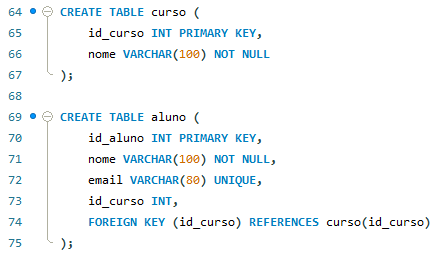 64 CREATE TABLE curso (
65 id_curso INT PRIMARY KEY,
66 nome VARCHAR(100) NOT NULL
67 );
68
69 CREATE TABLE aluno (
70 id_aluno INT PRIMARY KEY,
71 nome VARCHAR(100) NOT NULL,
72 email VARCHAR(80) UNIQUE,
73 id_curso INT,
74 FOREIGN KEY (id_curso) REFERENCES curso(id_curso)
75 );